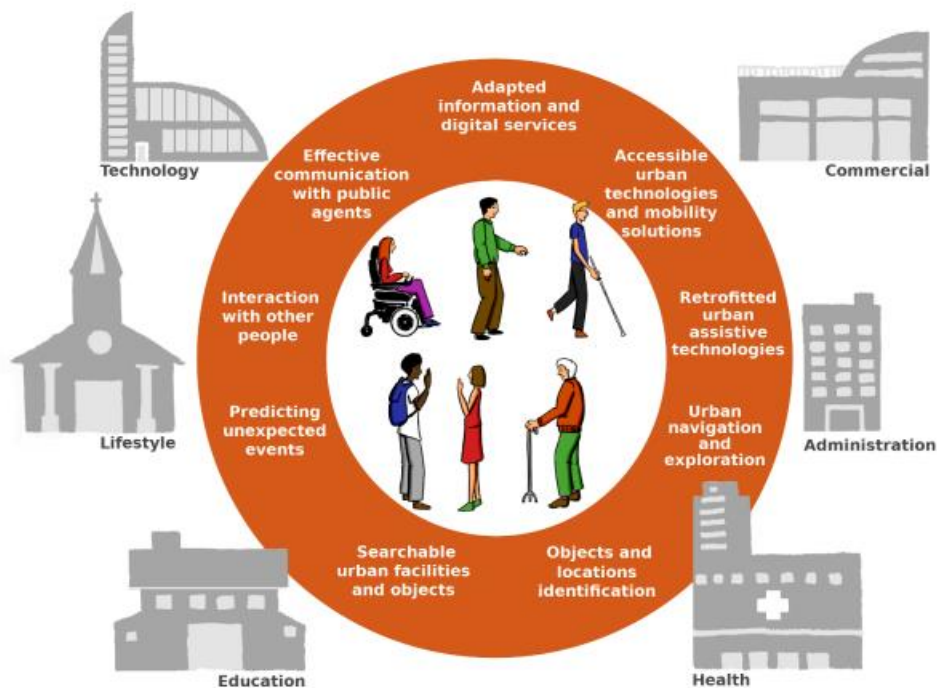 Adapted
information and
digital services
Effective
communication
with public
agents
Accessible
urban
technologies
and mobility
solutions
Technology
Commercial
Interaction
with other
people
Retrofitted
urban
assistive
technologies
Predicting
unexpected
events
Urban
navigation
and
exploration
Lifestyle
Administration
Searchable
urban facilities
and objects
Objects and
locations
identification
Education
Health